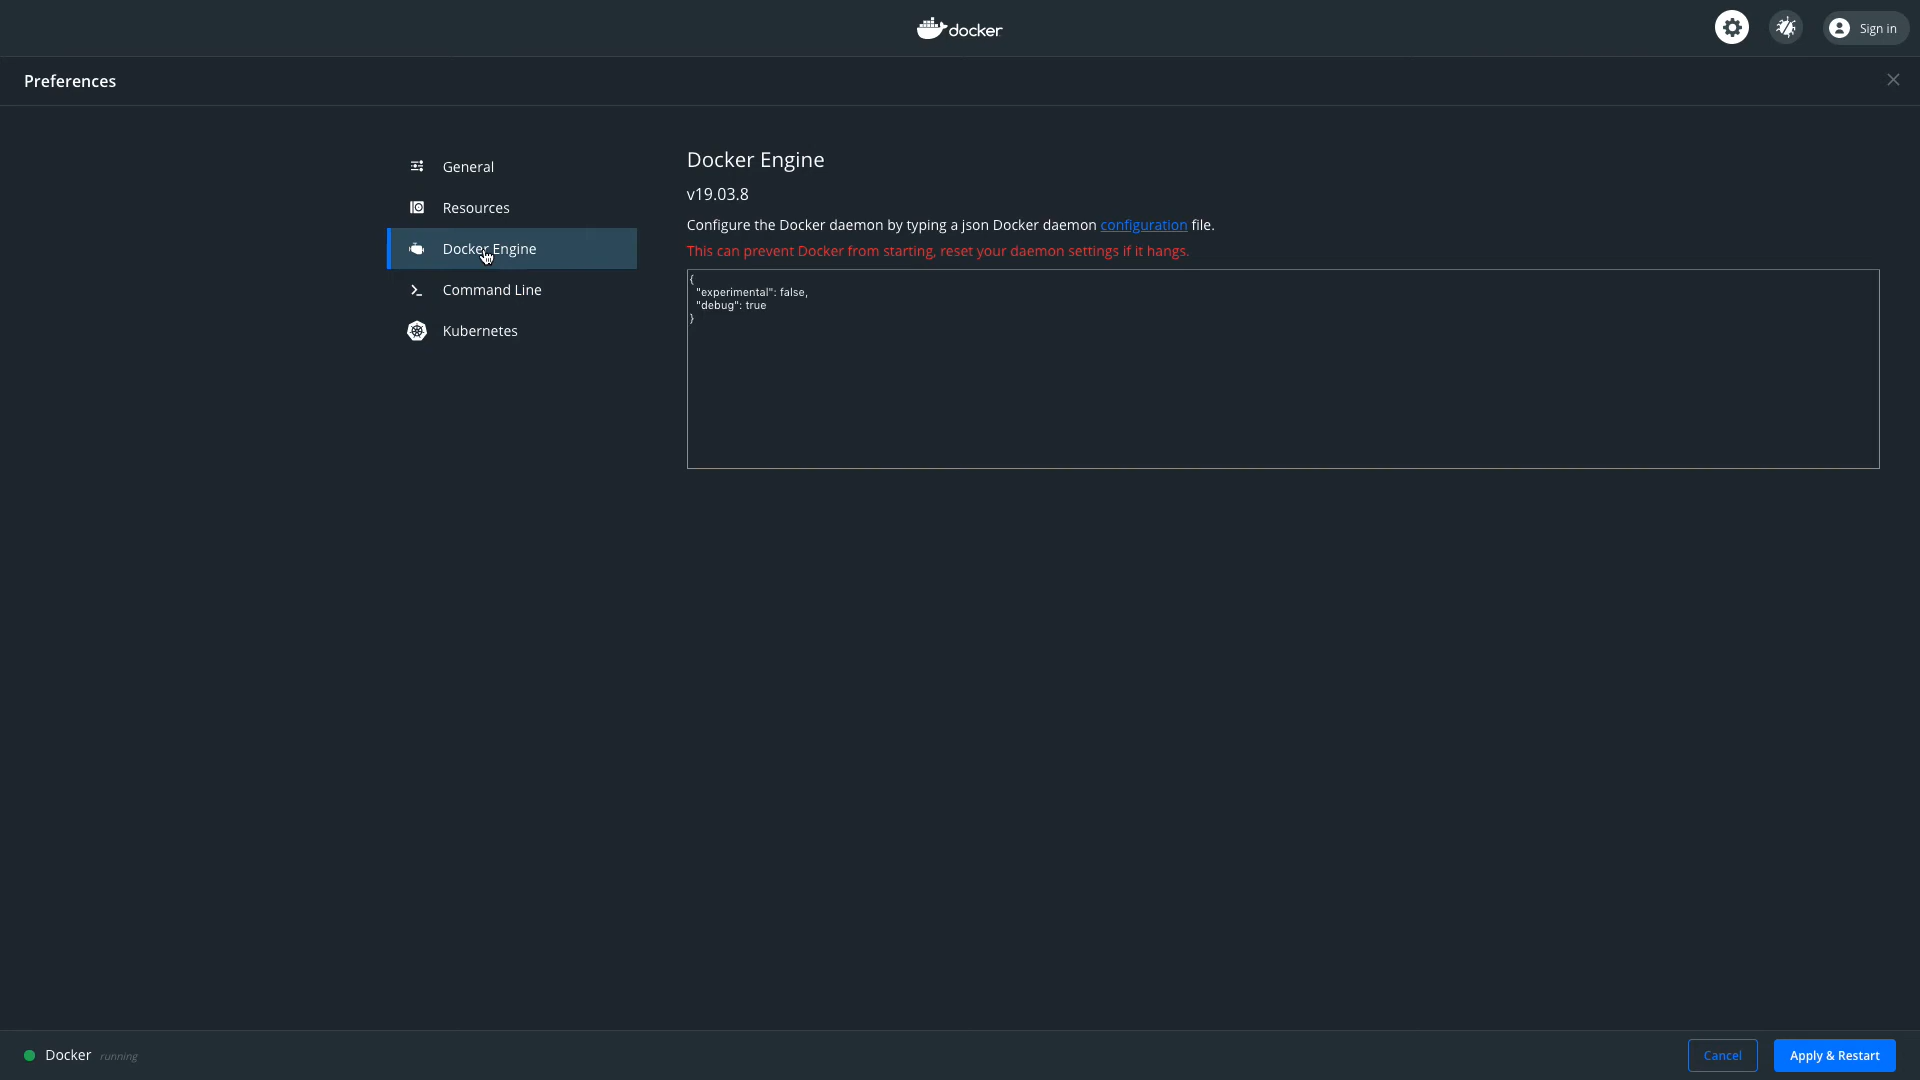 docker
Sign in
Preferences
General
Resources
Docker Engine
Command Line
Kubernetes
Docker Engine
v19.03.8
Configure the Docker daemon by typing a json Docker daemon configuration file.
This can prevent Docker from starting, reset your daemon settings if it hangs.
{
"experimental": false,
"debug": true
}
Docker running
Cancel
Apply & Restart